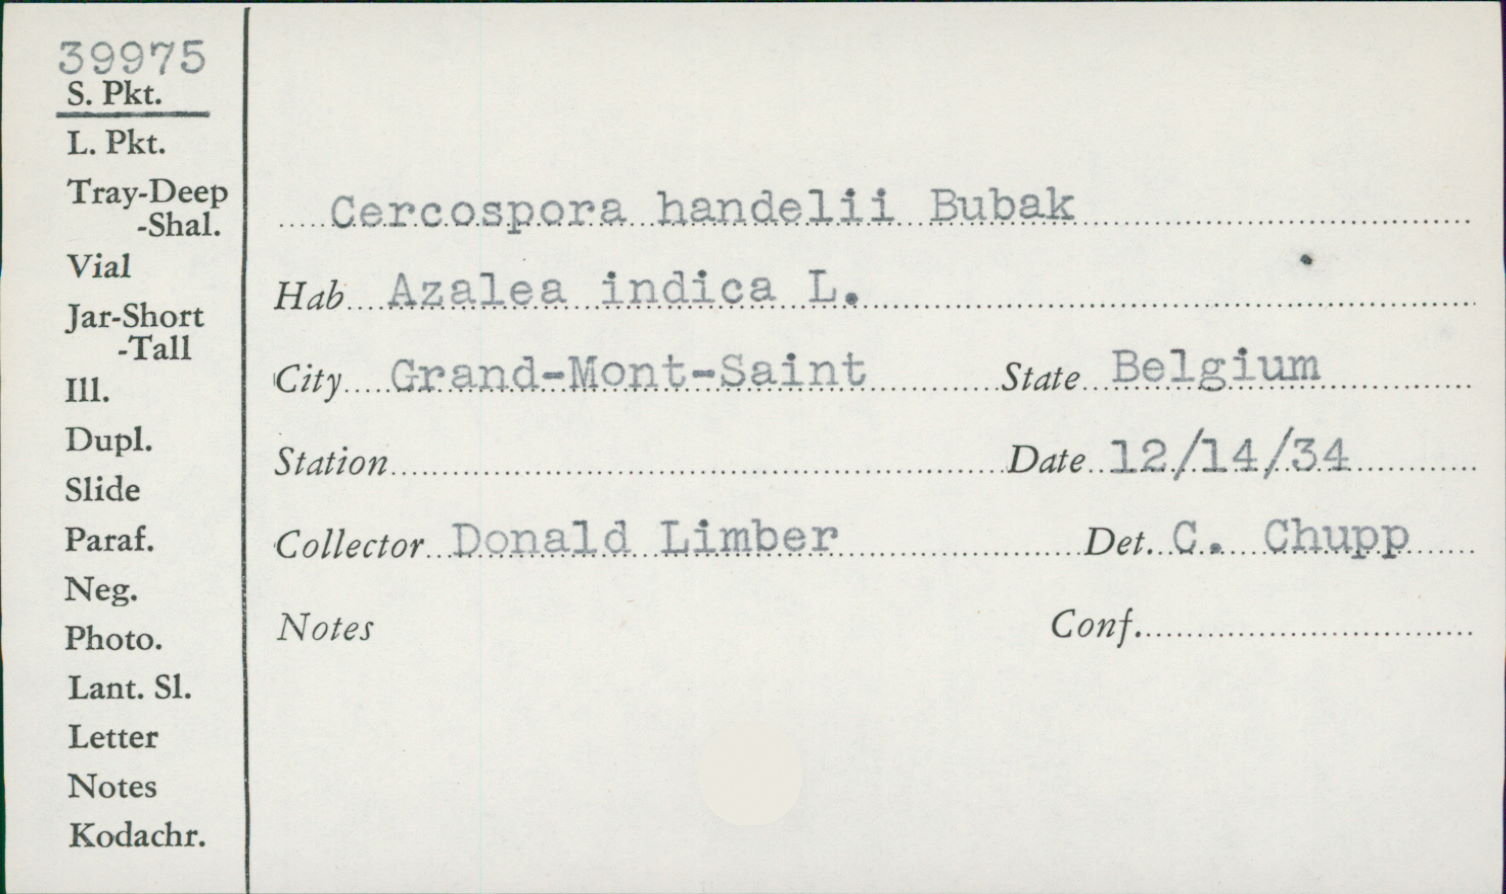 39975
S. Pkt.
L. Pkt.
Tray-Deep
-Shal.
Vial
Jar-Short
-Tall
Ill.
Dupl.
Slide
Paraf.
Neg.
Photo.
Lant. Sl.
Letter
Notes
Kodachr.
Cercospora handelii Bubak
Hab Azalea indica L.
City Grand-Mont-Saint State Belgium
Station Date 12/14/34
Collector Donald Limber Det. C. Chupp
Notes Conf.